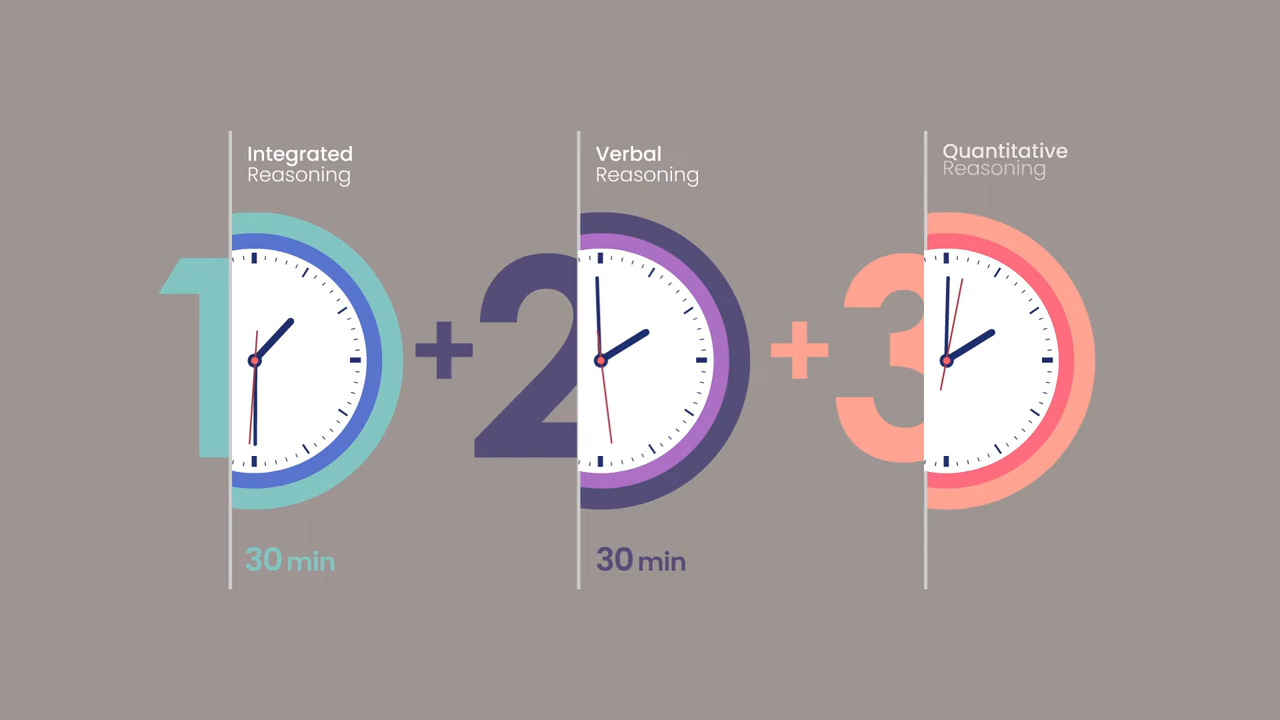 Integrated
Reasoning
Verbal
Reasoning
Quantitative
Reasoning
1 + 2 + 3
30 min
30 min